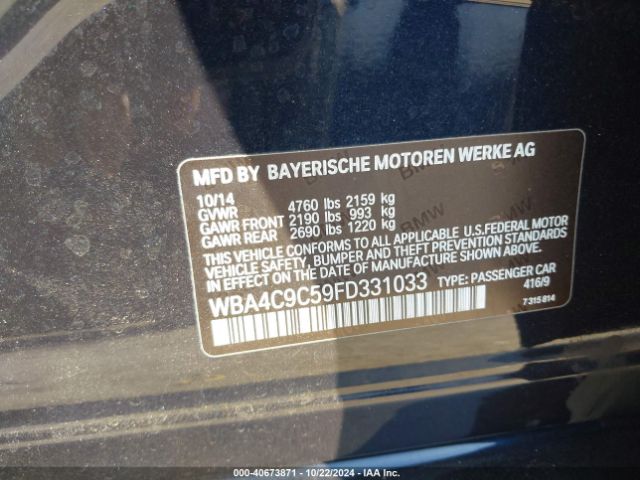 MFD BY BAYERISCHE MOTOREN WERKE AG
10/14
GVWR 4760 lbs 2159 kg
GAWR FRONT 2190 lbs 993 kg
GAWR REAR 2690 lbs 1220 kg
THIS VEHICLE CONFORMS TO ALL APPLICABLE U.S.FEDERAL MOTOR
VEHICLE SAFETY, BUMPER AND THEFT PREVENTION STANDARDS
IN EFFECT ON THE DATE OF MANUFACTURE SHOWN ABOVE.
WBA4C9C59FD331033 TYPE: PASSENGER CAR
416/9
7 315 814
000-40673871 - 10/22/2024 - IAA Inc.